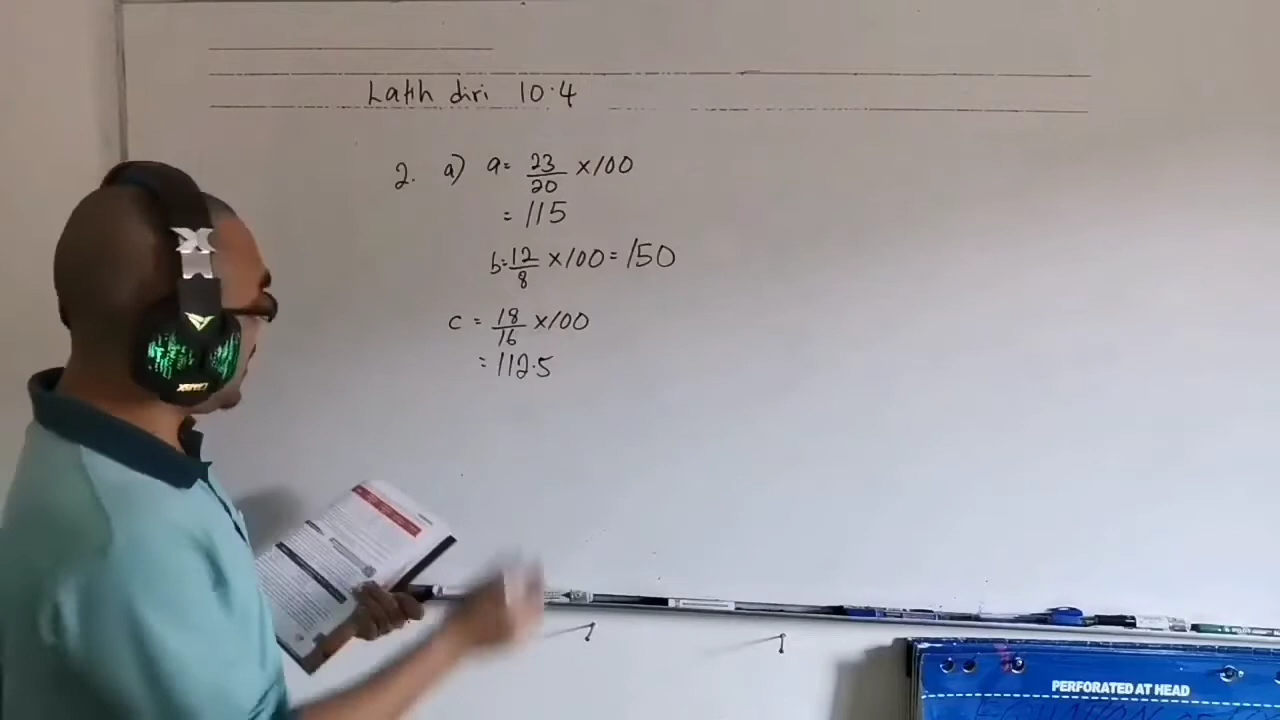 Latih diri 10.4
2. a) a = 23/20 ×100
= 115
b = 12/8 ×100 = 150
c = 18/16 ×100
= 112.5
PERFORATED AT HEAD